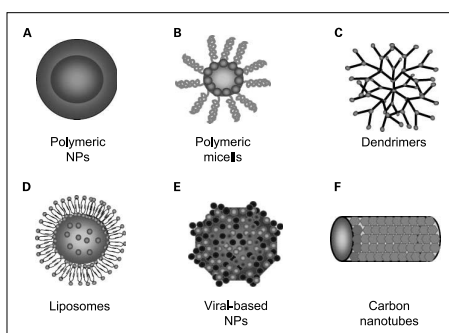 A
B
C
Polymeric
NPs
Polymeric
micells
Dendrimers
D
E
F
Liposomes
Viral-based
NPs
Carbon
nanotubes